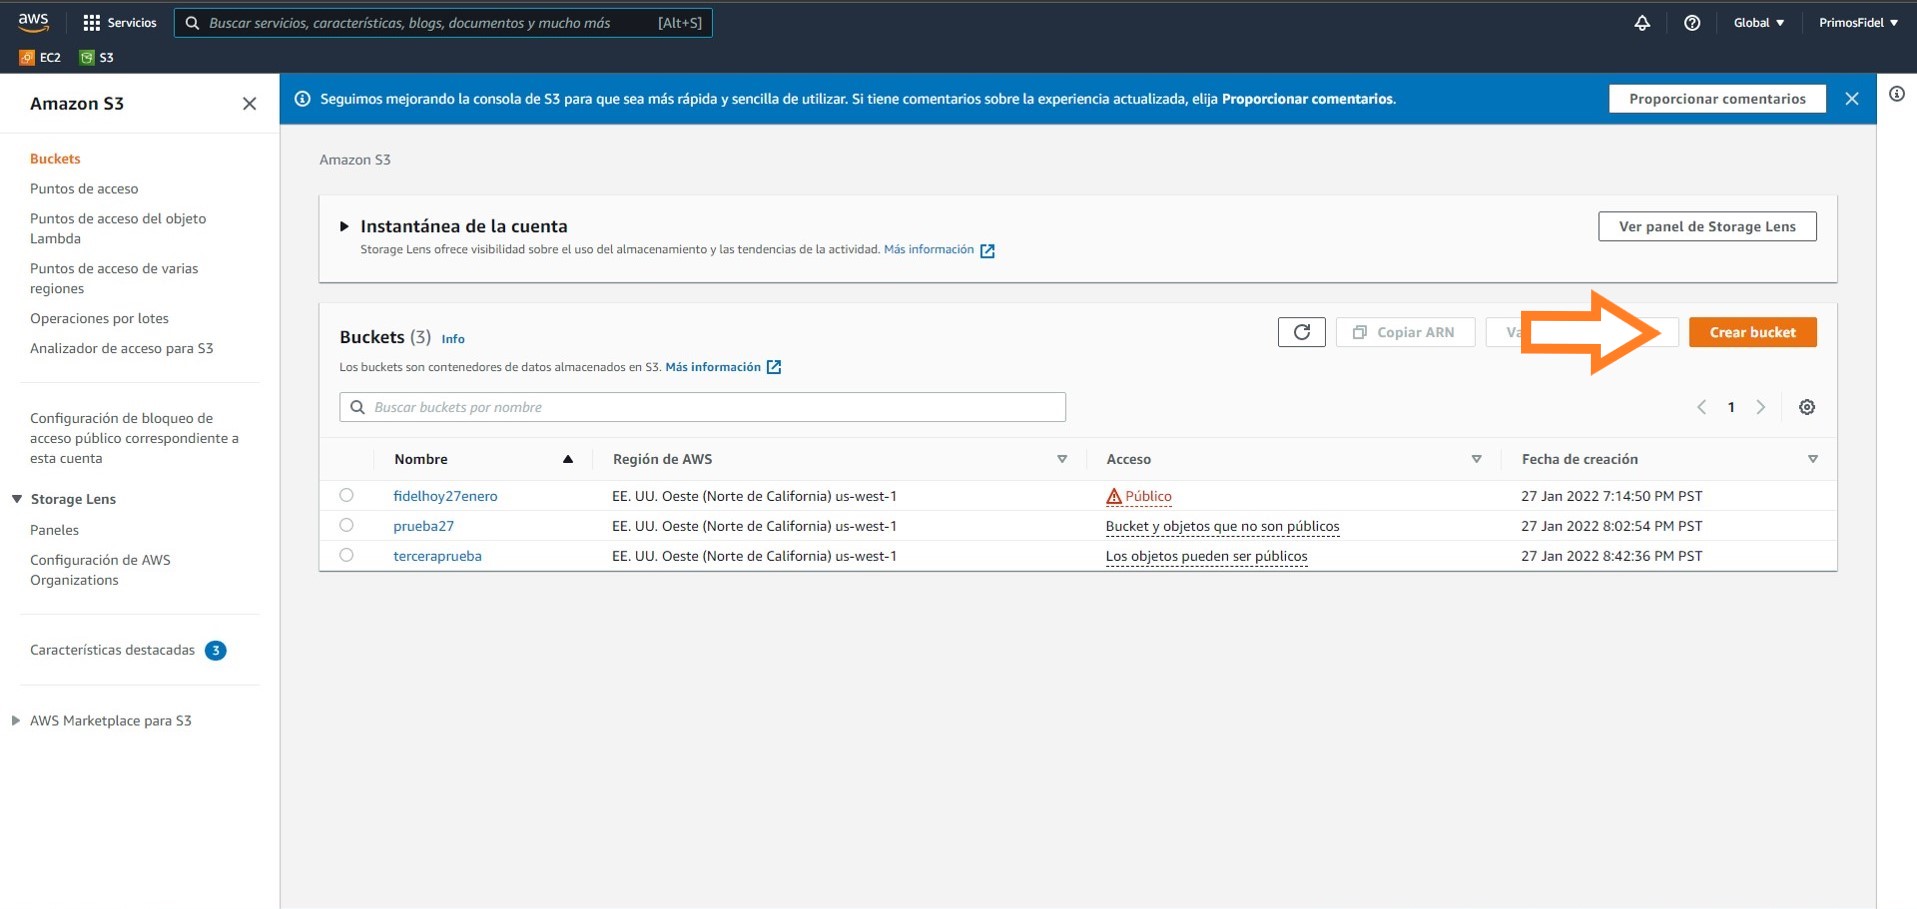 aws
Servicios
Buscar servicios, características, blogs, documentos y mucho más
[Alt+S]
Global
PrimosFidel
EC2
S3
Amazon S3
Buckets
Puntos de acceso
Puntos de acceso del objeto
Lambda
Puntos de acceso de varias
regiones
Operaciones por lotes
Analizador de acceso para S3
Configuración de bloqueo de
acceso público correspondiente a
esta cuenta
Storage Lens
Paneles
Configuración de AWS
Organizations
Características destacadas 3
AWS Marketplace para S3
Seguimos mejorando la consola de S3 para que sea más rápida y sencilla de utilizar. Si tiene comentarios sobre la experiencia actualizada, elija Proporcionar comentarios.
Proporcionar comentarios
Amazon S3
Instantánea de la cuenta
Storage Lens ofrece visibilidad sobre el uso del almacenamiento y las tendencias de la actividad. Más información
Ver panel de Storage Lens
Buckets (3) Info
Copiar ARN
Crear bucket
Los buckets son contenedores de datos almacenados en S3. Más información
Buscar buckets por nombre
1
Nombre Región de AWS Acceso Fecha de creación
fidelhoy27enero EE. UU. Oeste (Norte de California) us-west-1 Público 27 Jan 2022 7:14:50 PM PST
prueba27 EE. UU. Oeste (Norte de California) us-west-1 Bucket y objetos que no son públicos 27 Jan 2022 8:02:54 PM PST
terceraprueba EE. UU. Oeste (Norte de California) us-west-1 Los objetos pueden ser públicos 27 Jan 2022 8:42:36 PM PST